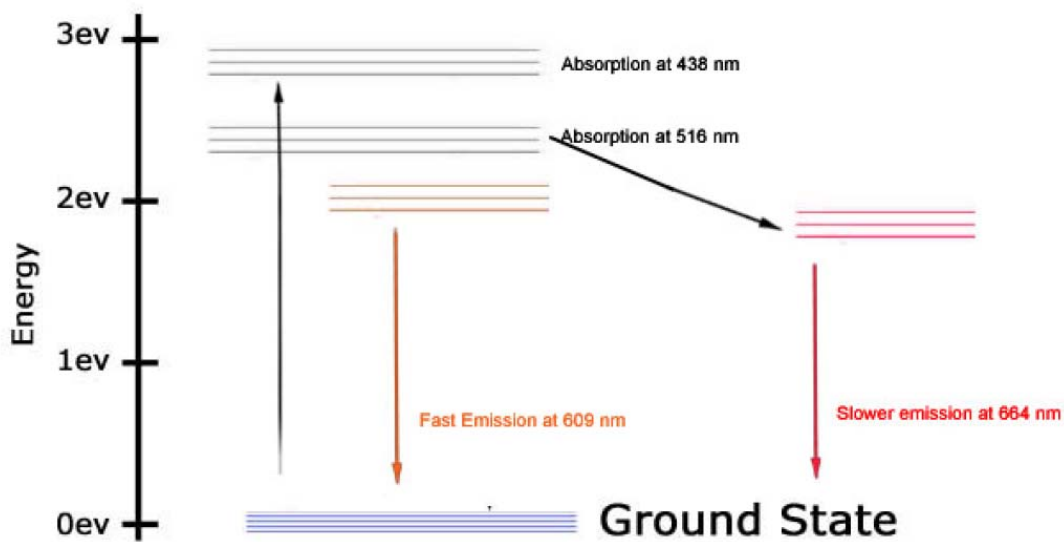 3ev
Absorption at 438 nm
Absorption at 516 nm
2ev
Energy
1ev
Fast Emission at 609 nm
Slower emission at 664 nm
0ev
Ground State